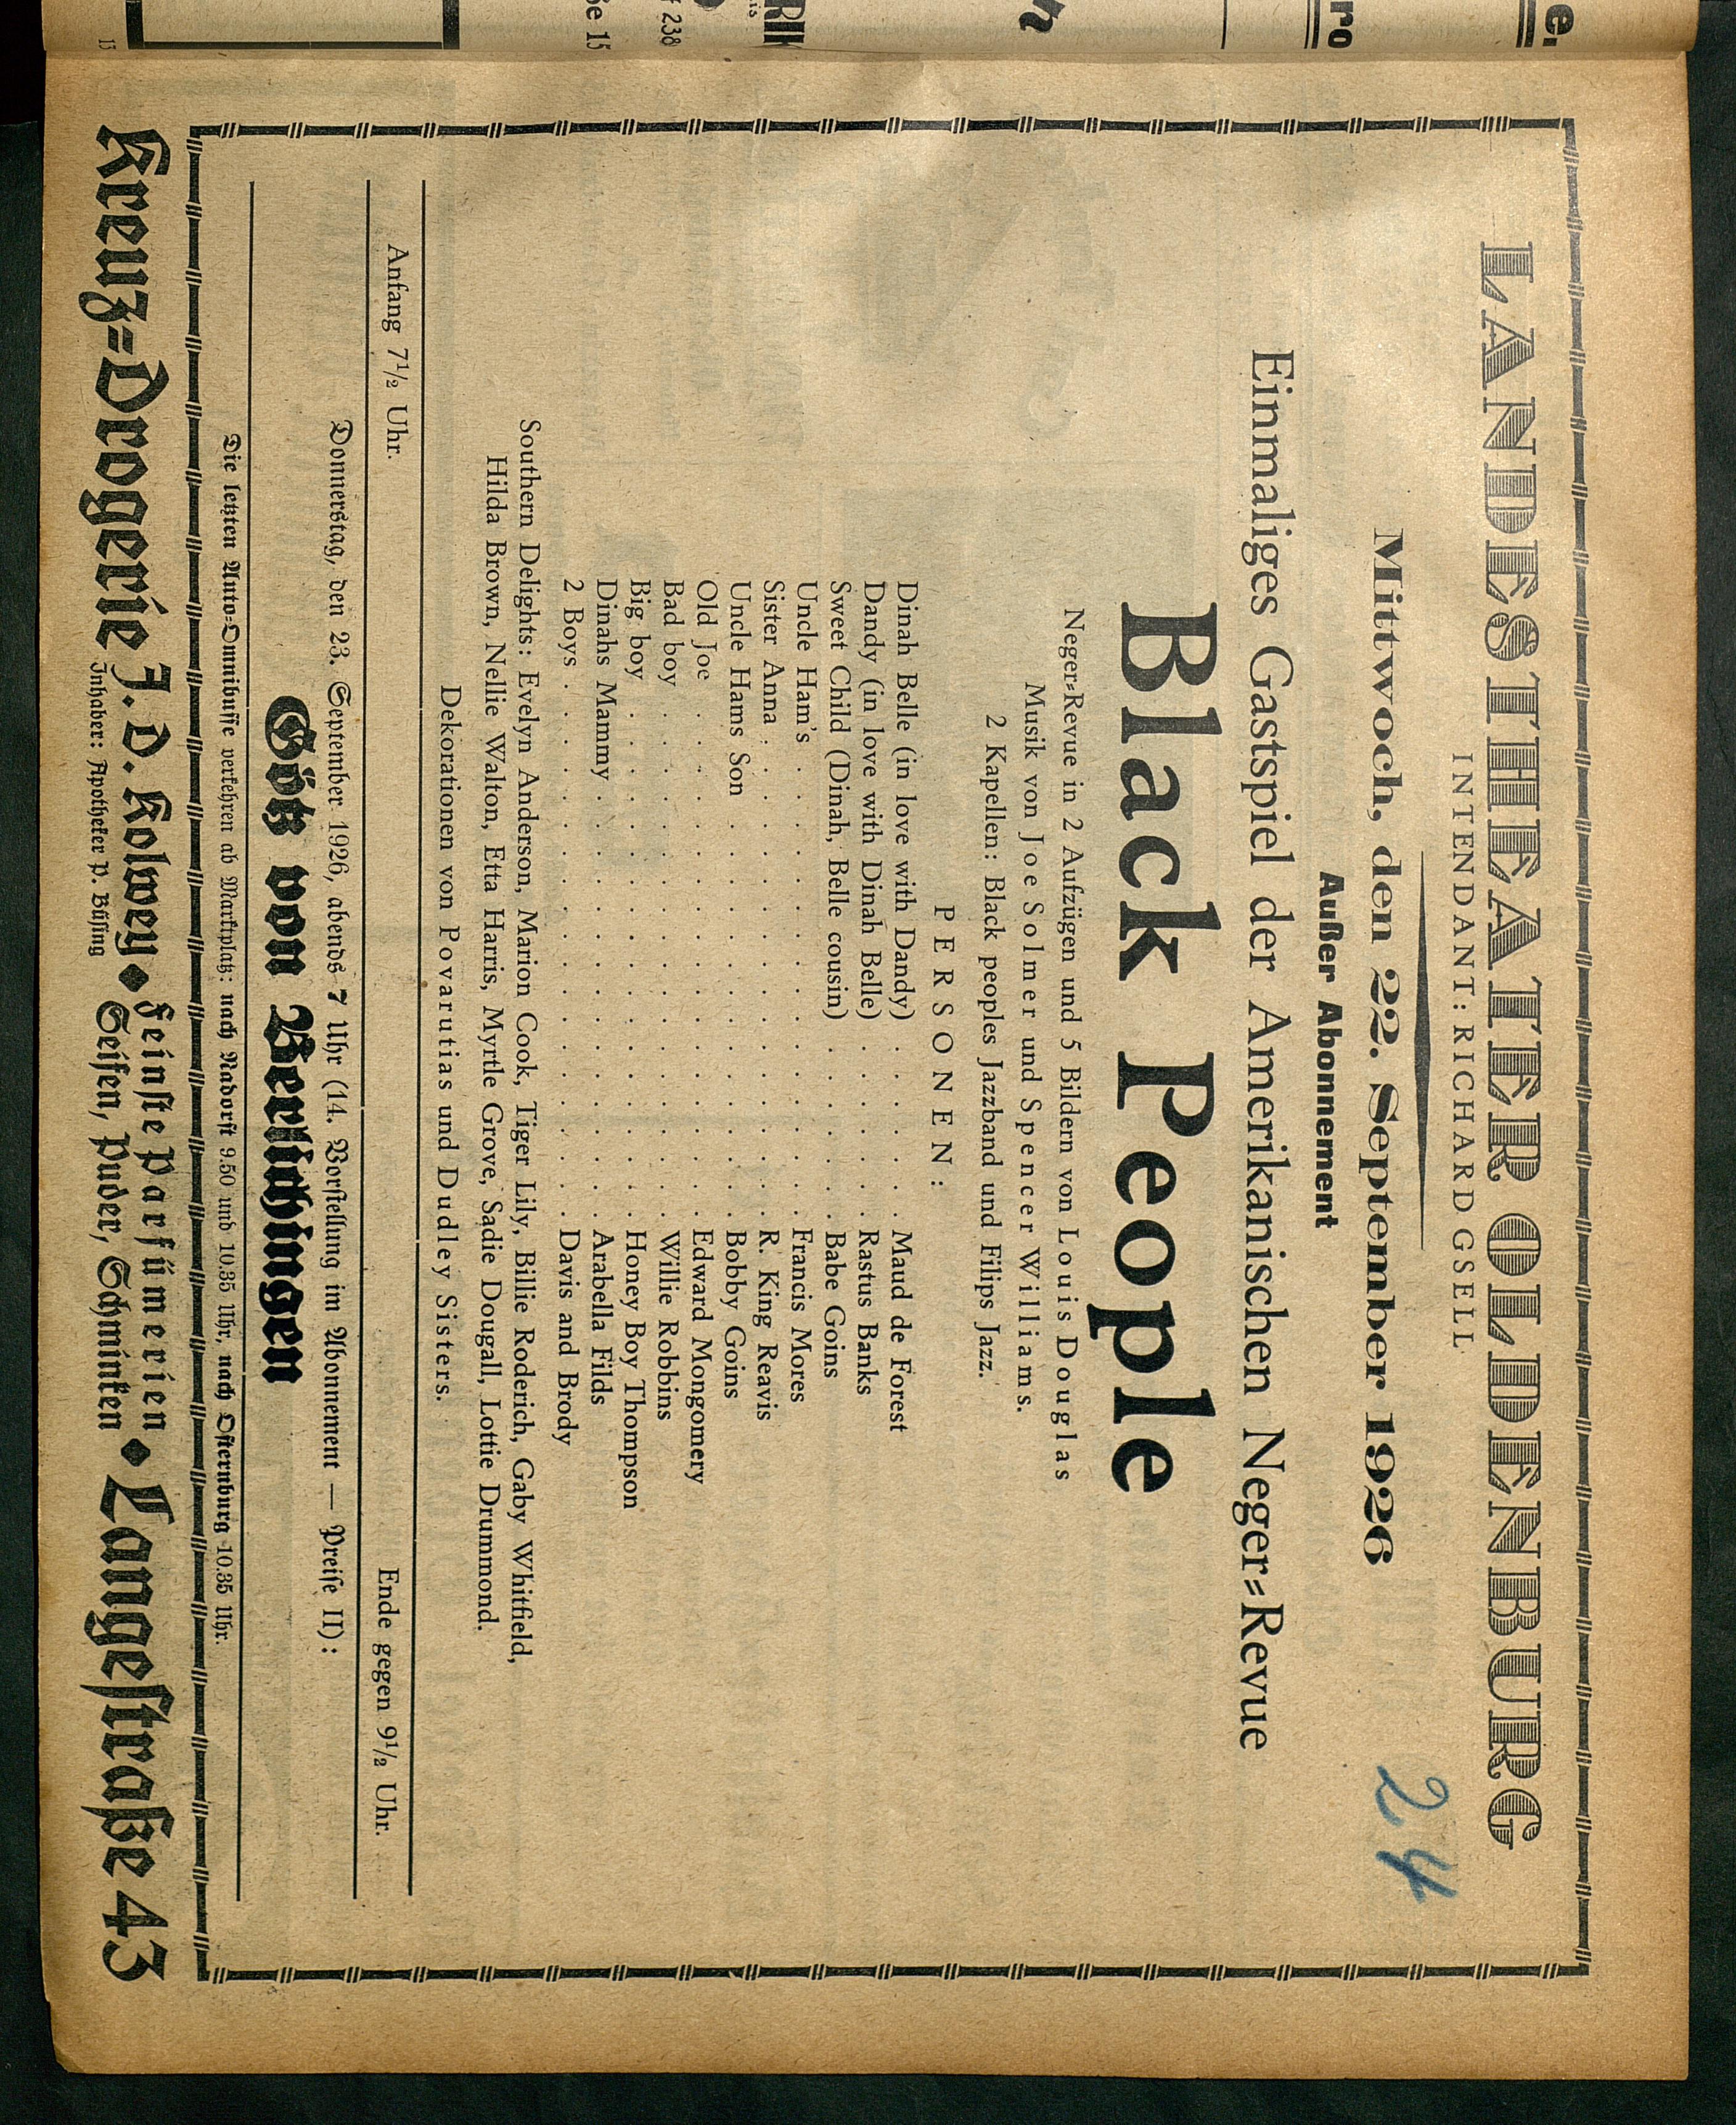 LANDESTHEATER OLDENBURG
INTENDANT: RICHARD GSELL
24
Mittwoch, den 22. September 1926
Außer Abonnement
Einmaliges Gastspiel der Amerikanischen Neger-Revue
Black People
Neger-Revue in 2 Aufzügen und 5 Bildern von Louis Douglas
Musik von Joe Solmer und Spencer Williams.
2 Kapellen: Black peoples Jazzband und Filips Jazz.
PERSONEN:
Dinah Belle (in love with Dandy) . . . . Maud de Forest
Dandy (in love with Dinah Belle) . . . . Rastus Banks
Sweet Child (Dinah, Belle cousin) . . . . Babe Goins
Uncle Ham's . . . . . . . . . . Francis Mores
Sister Anna . . . . . . . . . . R. King Reavis
Uncle Hams Son . . . . . . . . . Bobby Goins
Old Joe . . . . . . . . . . Edward Mongomery
Bad boy . . . . . . . . . . Willie Robbins
Big boy . . . . . . . . . . Honey Boy Thompson
Dinahs Mammy . . . . . . . . . Arabella Filds
2 Boys . . . . . . . . . . Davis and Brody
Southern Delights: Evelyn Anderson, Marion Cook, Tiger Lily, Billie Roderich, Gaby Whitfield,
Hilda Brown, Nellie Walton, Etta Harris, Myrtle Grove, Sadie Dougall, Lottie Drummond.
Dekorationen von Povarutias und Dudley Sisters.
Anfang 7½ Uhr. Ende gegen 9½ Uhr.
Donnerstag, den 23. September 1926, abends 7 Uhr (14. Vorstellung im Abonnement — Preise II):
Götz von Berlichingen
Die letzten Auto-Omnibusse verkehren ab Marktplatz: nach Nadorst 9.50 und 10.35 Uhr, nach Osternburg 10.35 Uhr.
Kreuz-Drogerie J. D. Kolwey ◆ Feinste Parfümerien ◆ Langestraße 43
Inhaber: Apotheker P. Büsing Seifen, Puder, Schminken